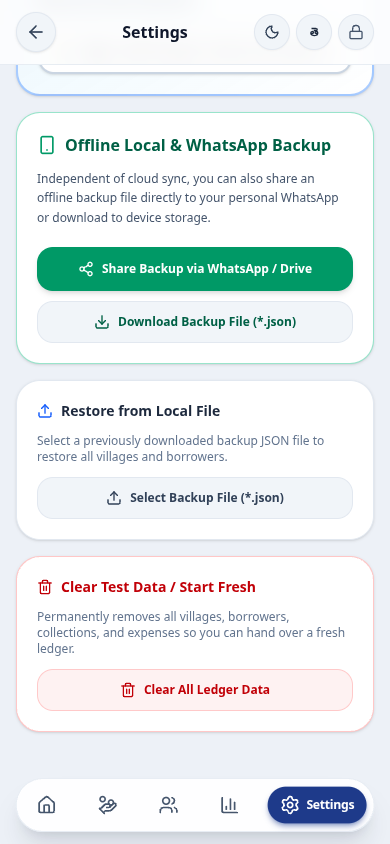 Settings
a
Offline Local & WhatsApp Backup
Independent of cloud sync, you can also share an
offline backup file directly to your personal WhatsApp
or download to device storage.
Share Backup via WhatsApp / Drive
Download Backup File (*.json)
Restore from Local File
Select a previously downloaded backup JSON file to
restore all villages and borrowers.
Select Backup File (*.json)
Clear Test Data / Start Fresh
Permanently removes all villages, borrowers,
collections, and expenses so you can hand over a fresh
ledger.
Clear All Ledger Data
Settings